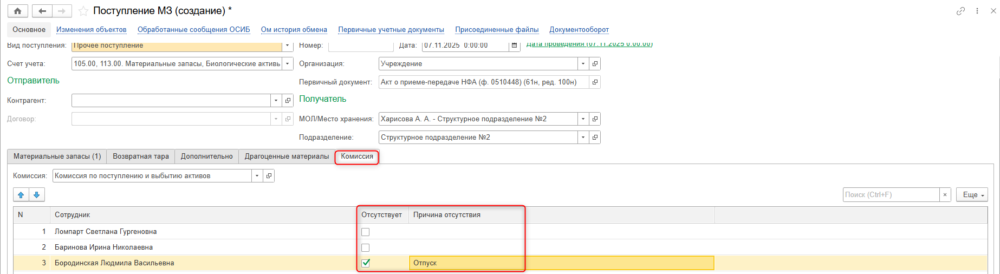 Поступление МЗ (создание) *
Основное Изменения объектов Обработанные сообщения ОСИБ Ом история обмена Первичные учетные документы Присоединенные файлы Документооборот
Вид поступления: Прочее поступление Номер: Дата: 07.11.2025 0:00:00 Дата проведения (07.11.2025 0:00:00)
Счет учета: 105.00, 113.00. Материальные запасы, Биологические активы Организация: Учреждение
Отправитель Первичный документ: Акт о приеме-передаче НФА (ф. 0510448) (61н, ред. 100н)
Контрагент: Получатель
Договор: МОЛ/Место хранения: Харисова А. А. - Структурное подразделение №2
Подразделение: Структурное подразделение №2
Материальные запасы (1) Возвратная тара Дополнительно Драгоценные материалы Комиссия
Комиссия: Комиссия по поступлению и выбытию активов
Поиск (Ctrl+F) × Еще
N Сотрудник Отсутствует Причина отсутствия
1 Ломпарт Светлана Гургеновна
2 Баринова Ирина Николаевна
3 Бородинская Людмила Васильевна Отпуск